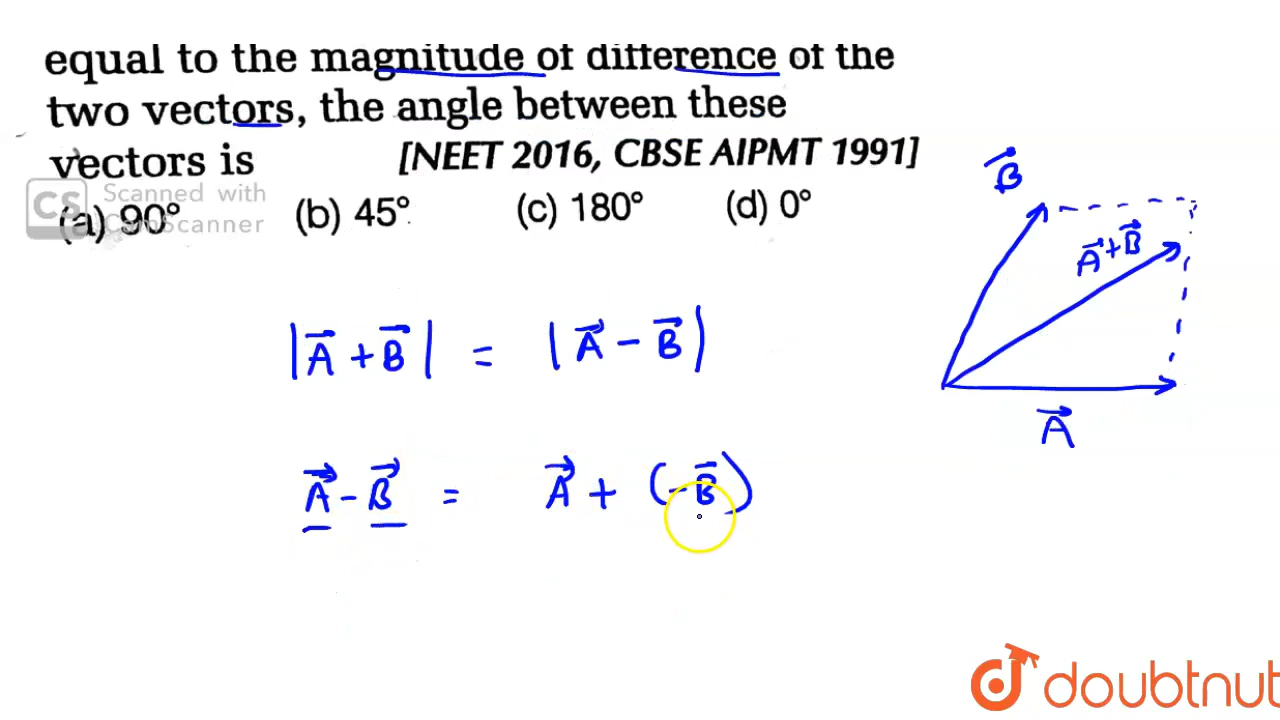 equal to the magnitude of difference of the
two vectors, the angle between these
vectors is [NEET 2016, CBSE AIPMT 1991]
CS Scanned with CamScanner
(a) 90° (b) 45° (c) 180° (d) 0°
B⃗
A⃗+B⃗
A⃗
|A⃗ + B⃗| = |A⃗ - B⃗|
A⃗ - B⃗ = A⃗ + (-B̅)
doubtnut